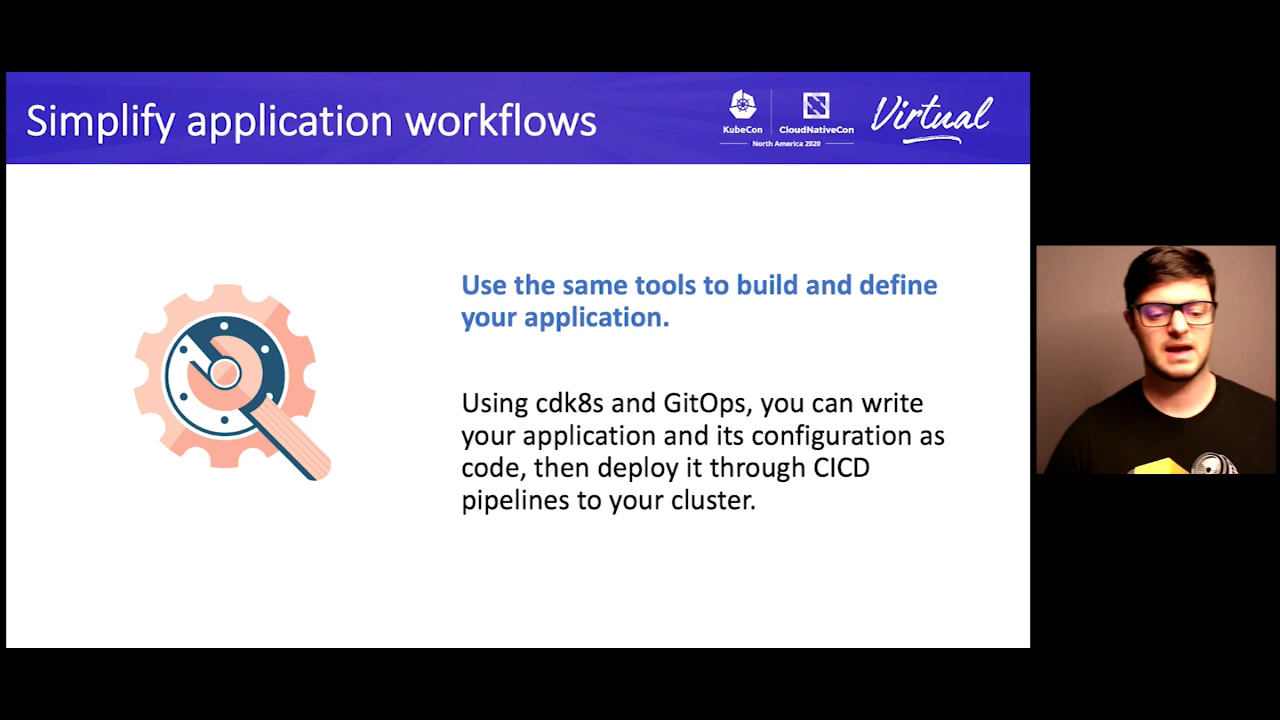 Simplify application workflows
KubeCon
CloudNativeCon
North America 2020
Virtual
Use the same tools to build and define
your application.
Using cdk8s and GitOps, you can write
your application and its configuration as
code, then deploy it through CICD
pipelines to your cluster.